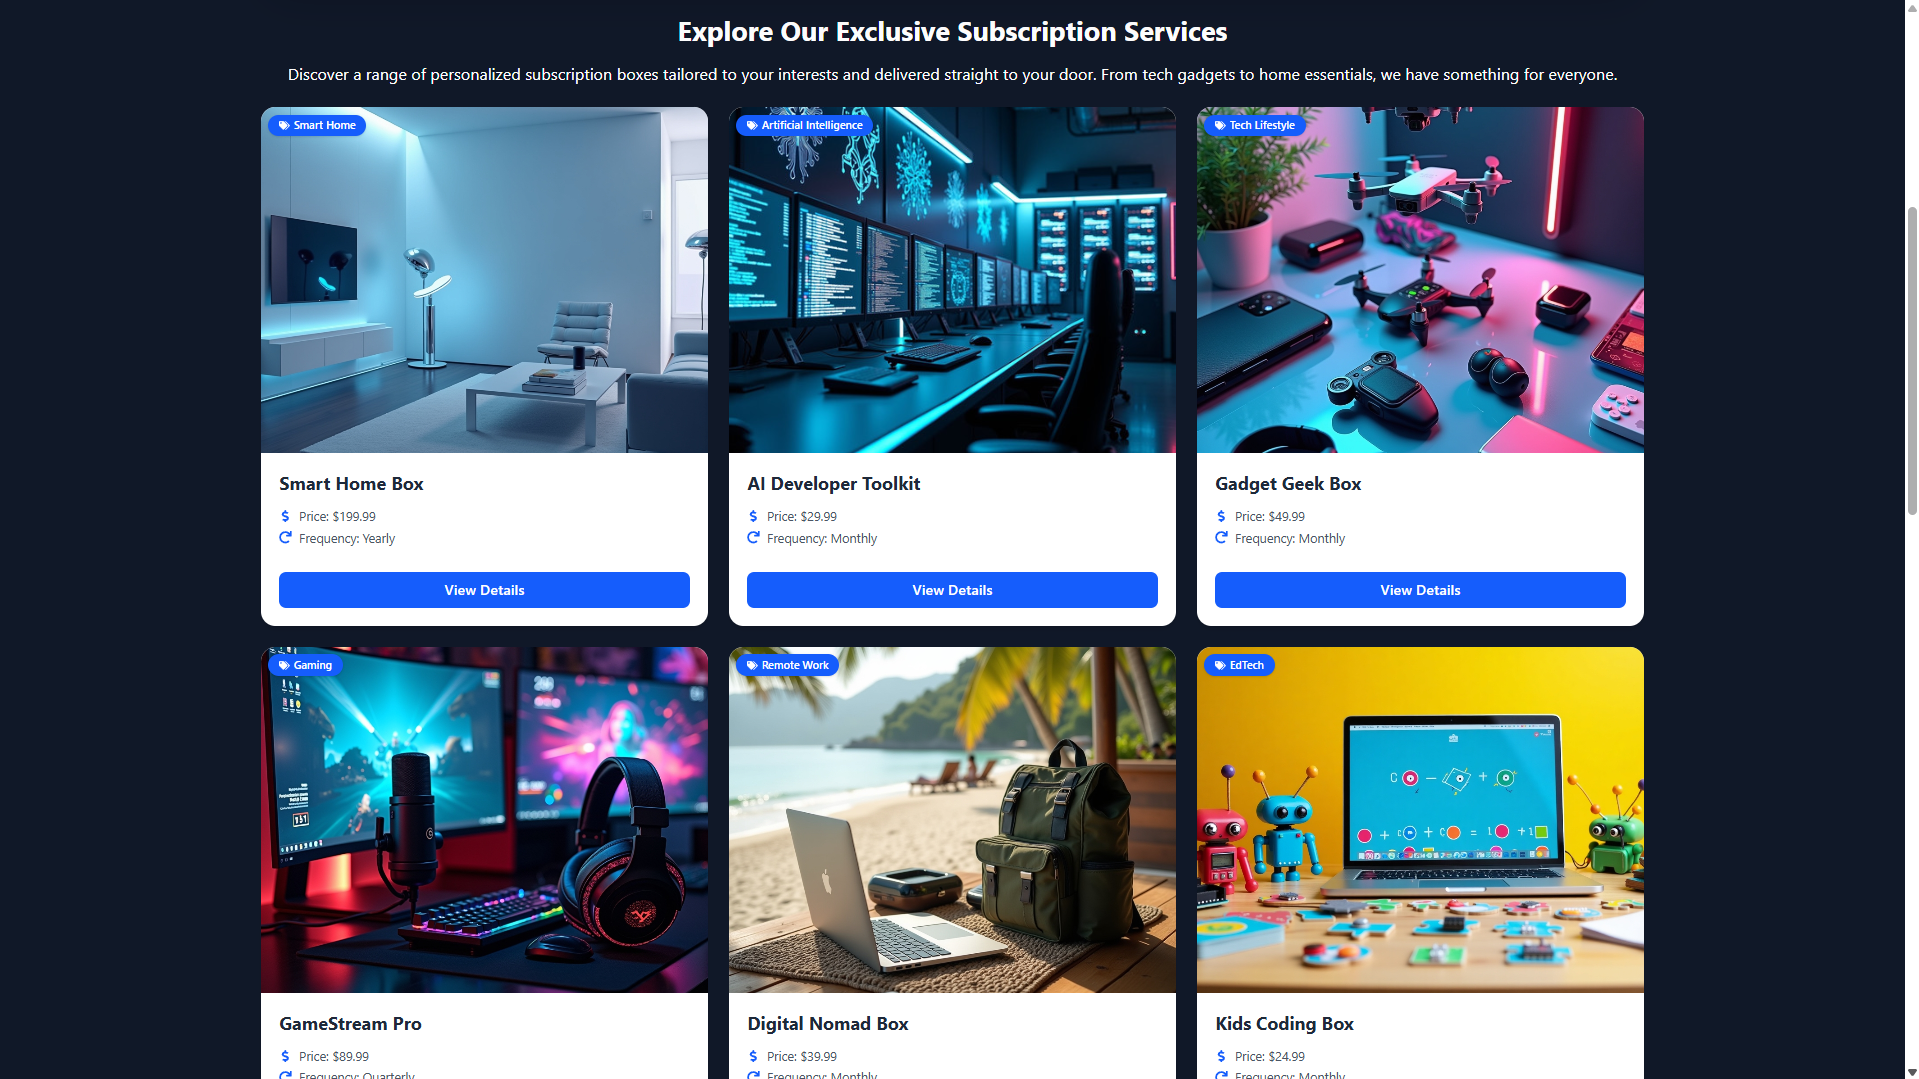 Explore Our Exclusive Subscription Services
Discover a range of personalized subscription boxes tailored to your interests and delivered straight to your door. From tech gadgets to home essentials, we have something for everyone.
Smart Home
Artificial Intelligence
Tech Lifestyle
Smart Home Box
Price: $199.99
Frequency: Yearly
View Details
AI Developer Toolkit
Price: $29.99
Frequency: Monthly
View Details
Gadget Geek Box
Price: $49.99
Frequency: Monthly
View Details
Gaming
Remote Work
EdTech
GameStream Pro
Price: $89.99
Frequency: Quarterly
Digital Nomad Box
Price: $39.99
Frequency: Monthly
Kids Coding Box
Price: $24.99
Frequency: Monthly